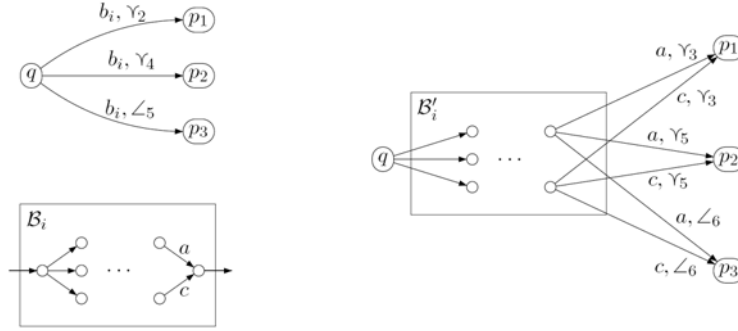 b_i, ⋎_2
p_1
q
b_i, ⋎_4
p_2
b_i, ∠_5
p_3
B_i
a
· · ·
c
p_1
a, ⋎_3
B′_i
c, ⋎_3
a, ⋎_5
q
· · ·
p_2
c, ⋎_5
a, ∠_6
c, ∠_6
p_3